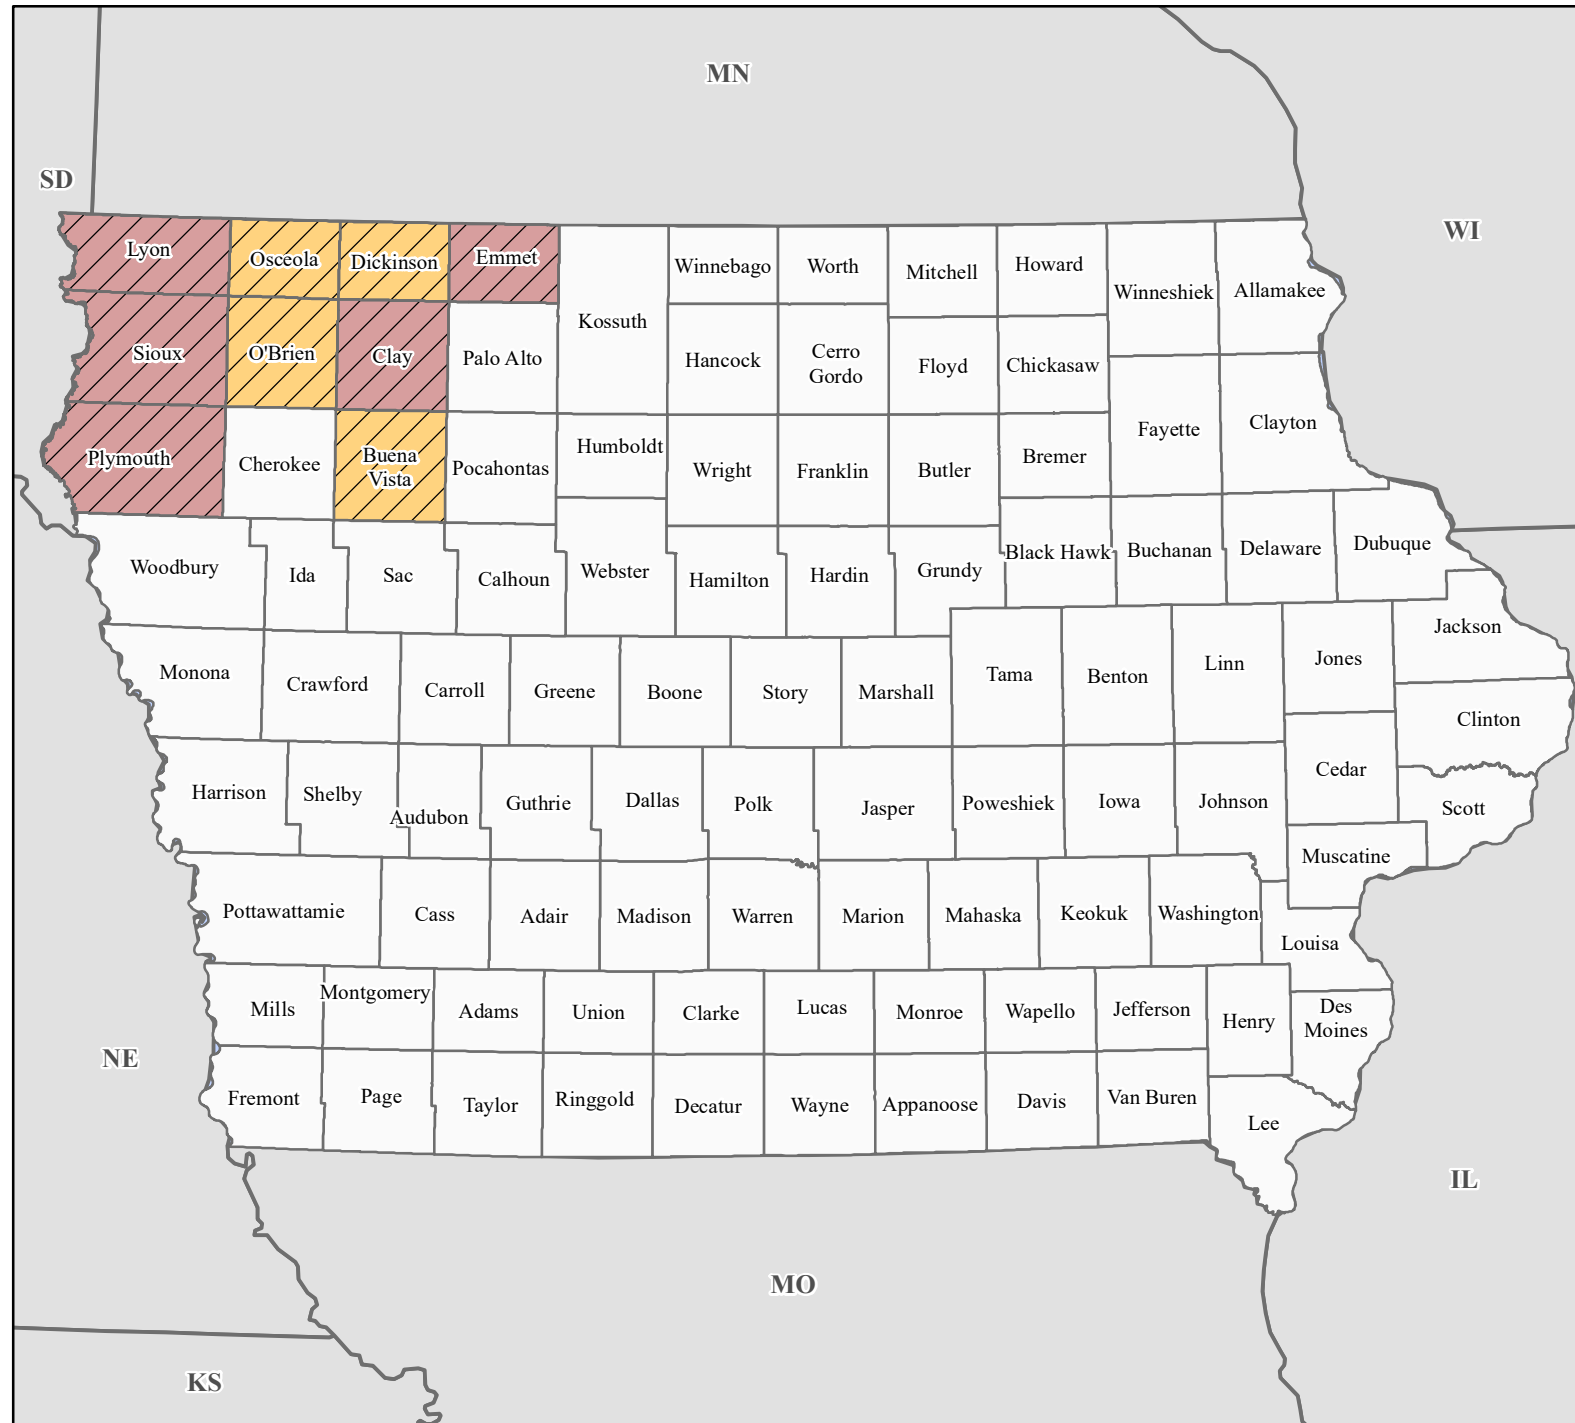 MN
SD
WI
Lyon
Osceola
Dickinson
Emmet
Kossuth
Winnebago
Worth
Mitchell
Howard
Winneshiek
Allamakee
Sioux
O'Brien
Clay
Palo Alto
Hancock
Cerro
Gordo
Floyd
Chickasaw
Fayette
Clayton
Plymouth
Cherokee
Buena
Vista
Pocahontas
Humboldt
Wright
Franklin
Butler
Bremer
Woodbury
Ida
Sac
Calhoun
Webster
Hamilton
Hardin
Grundy
Black Hawk
Buchanan
Delaware
Dubuque
Jackson
Monona
Crawford
Carroll
Greene
Boone
Story
Marshall
Tama
Benton
Linn
Jones
Clinton
Harrison
Shelby
Audubon
Guthrie
Dallas
Polk
Jasper
Poweshiek
Iowa
Johnson
Cedar
Scott
Muscatine
Pottawattamie
Cass
Adair
Madison
Warren
Marion
Mahaska
Keokuk
Washington
Louisa
Mills
Montgomery
Adams
Union
Clarke
Lucas
Monroe
Wapello
Jefferson
Henry
Des
Moines
NE
Fremont
Page
Taylor
Ringgold
Decatur
Wayne
Appanoose
Davis
Van Buren
Lee
IL
MO
KS